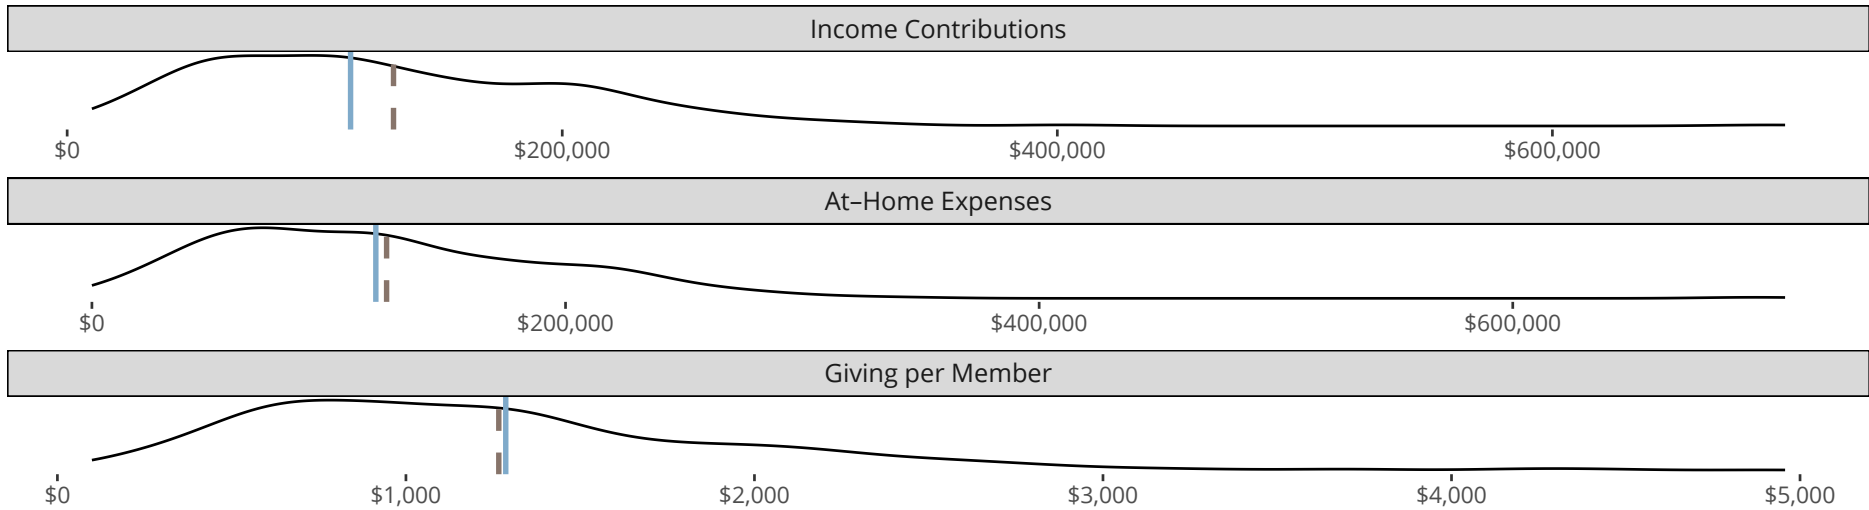 Income Contributions
$0 $200,000 $400,000 $600,000
At–Home Expenses
$0 $200,000 $400,000 $600,000
Giving per Member
$0 $1,000 $2,000 $3,000 $4,000 $5,000